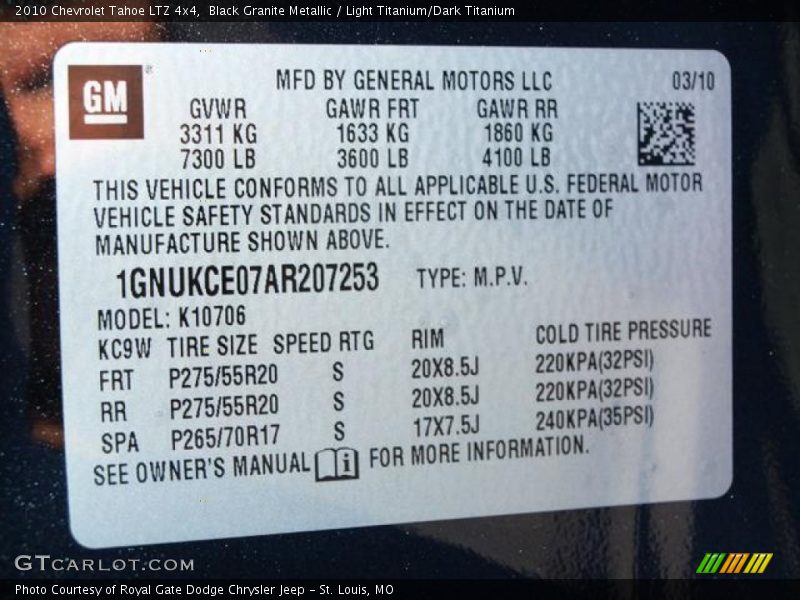 2010 Chevrolet Tahoe LTZ 4x4,  Black Granite Metallic / Light Titanium/Dark Titanium
GM
MFD BY GENERAL MOTORS LLC 03/10
GVWR GAWR FRT GAWR RR
3311 KG 1633 KG 1860 KG
7300 LB 3600 LB 4100 LB
THIS VEHICLE CONFORMS TO ALL APPLICABLE U.S. FEDERAL MOTOR
VEHICLE SAFETY STANDARDS IN EFFECT ON THE DATE OF
MANUFACTURE SHOWN ABOVE.
1GNUKCE07AR207253 TYPE: M.P.V.
MODEL: K10706
KC9W TIRE SIZE SPEED RTG RIM COLD TIRE PRESSURE
FRT P275/55R20 S 20X8.5J 220KPA(32PSI)
RR P275/55R20 S 20X8.5J 220KPA(32PSI)
SPA P265/70R17 S 17X7.5J 240KPA(35PSI)
SEE OWNER'S MANUAL FOR MORE INFORMATION.
GTCARLOT.COM
Photo Courtesy of Royal Gate Dodge Chrysler Jeep - St. Louis, MO